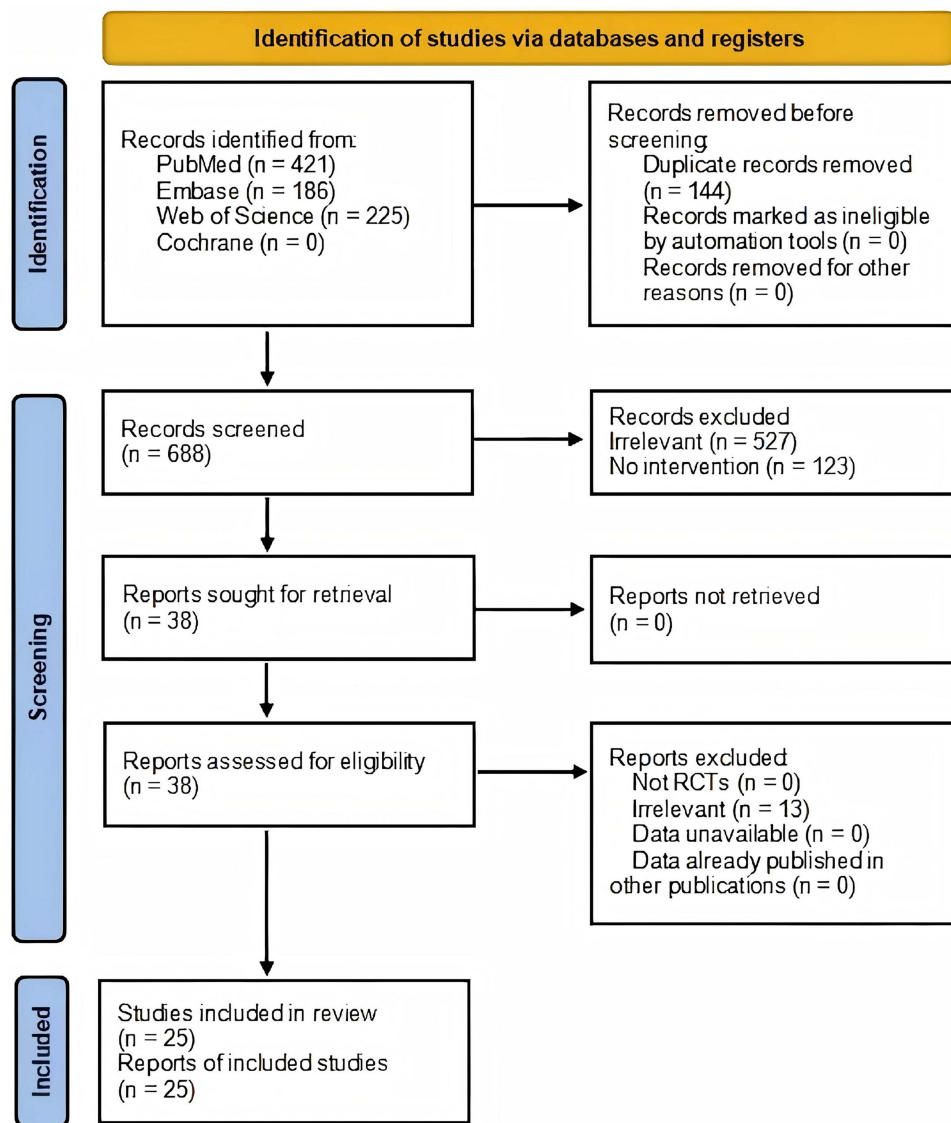 Identification of studies via databases and registers
Identification
Records identified from:
PubMed (n = 421)
Embase (n = 186)
Web of Science (n = 225)
Cochrane (n = 0)
Records removed before
screening:
Duplicate records removed
(n = 144)
Records marked as ineligible
by automation tools (n = 0)
Records removed for other
reasons (n = 0)
Screening
Records screened
(n = 688)
Records excluded
Irrelevant (n = 527)
No intervention (n = 123)
Reports sought for retrieval
(n = 38)
Reports not retrieved
(n = 0)
Reports assessed for eligibility
(n = 38)
Reports excluded:
Not RCTs (n = 0)
Irrelevant (n = 13)
Data unavailable (n = 0)
Data already published in
other publications (n = 0)
Included
Studies included in review
(n = 25)
Reports of included studies
(n = 25)